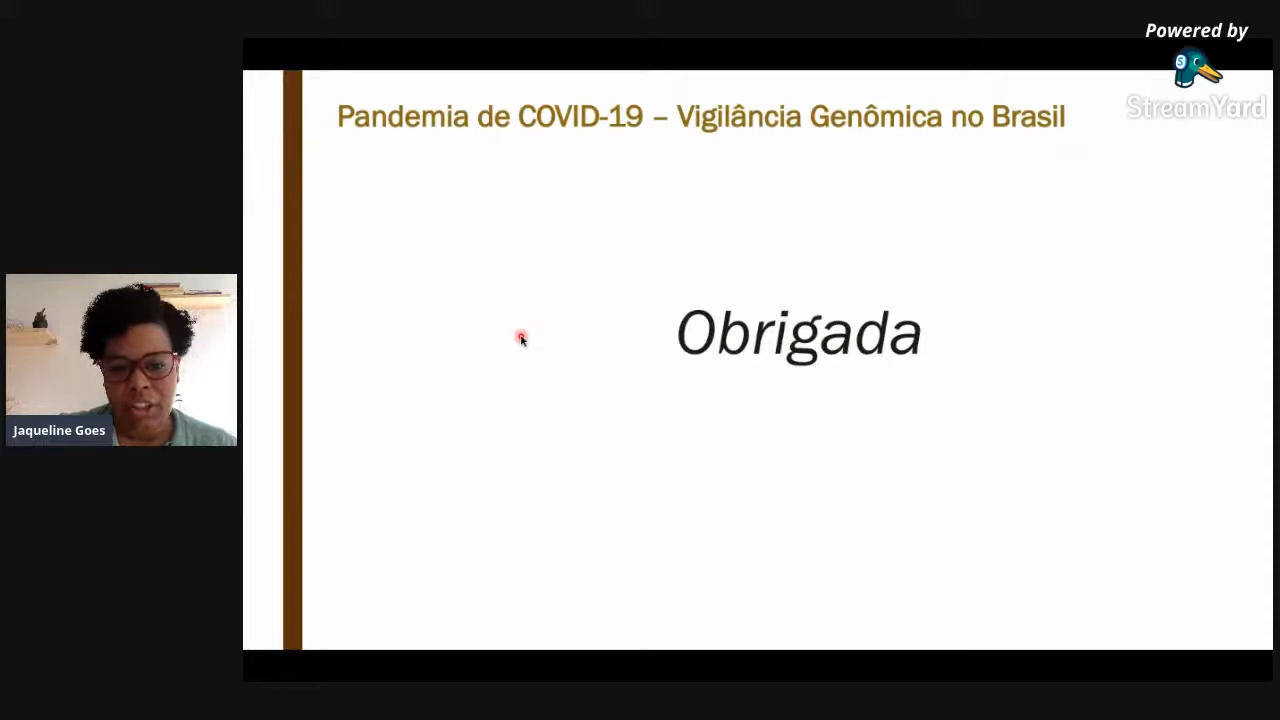 Powered by
StreamYard
Pandemia de COVID-19 – Vigilância Genômica no Brasil
Obrigada
Jaqueline Goes